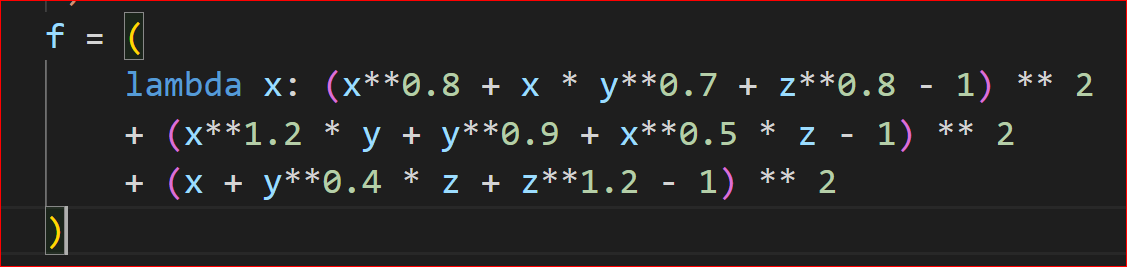 f = (
lambda x: (x**0.8 + x * y**0.7 + z**0.8 - 1) ** 2
+ (x**1.2 * y + y**0.9 + x**0.5 * z - 1) ** 2
+ (x + y**0.4 * z + z**1.2 - 1) ** 2
)